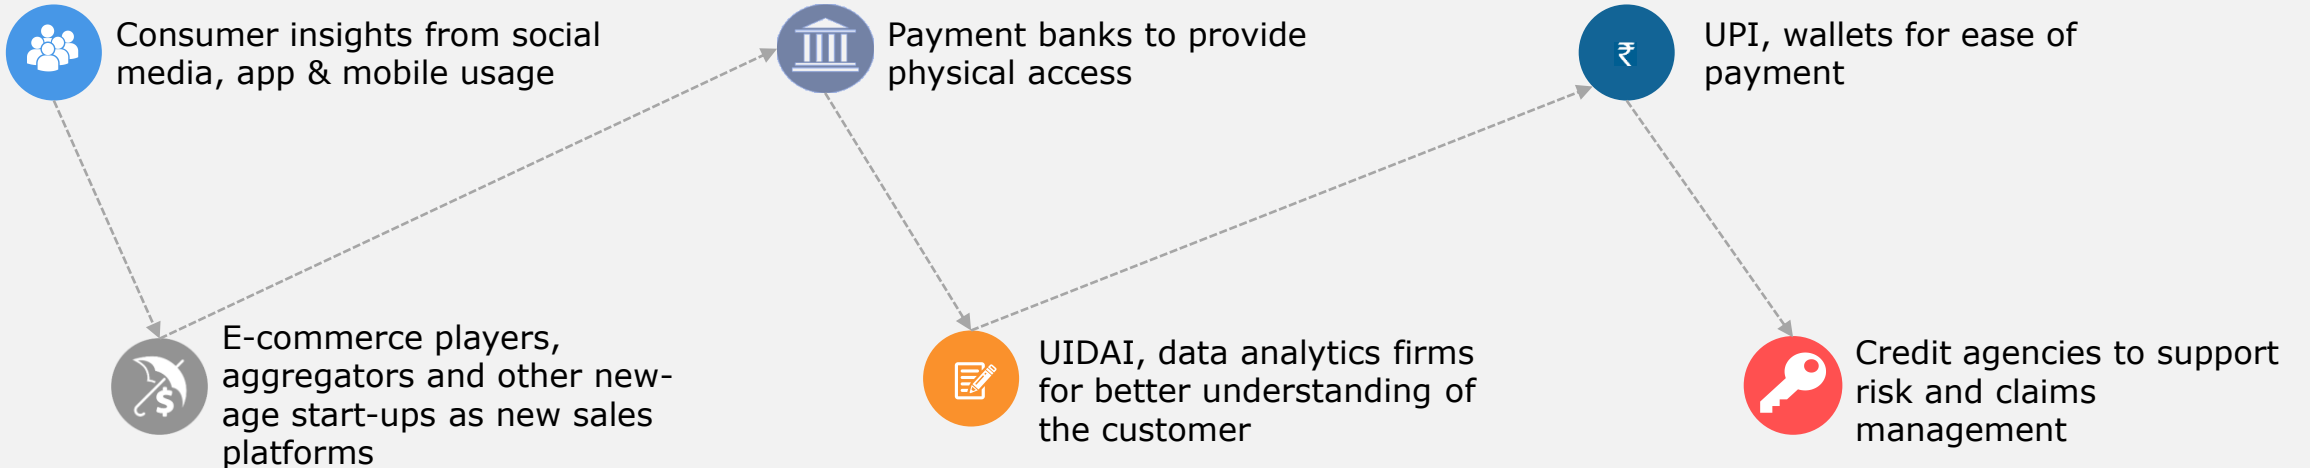 Consumer insights from social
media, app & mobile usage
E-commerce players,
aggregators and other new-
age start-ups as new sales
platforms
Payment banks to provide
physical access
UIDAI, data analytics firms
for better understanding of
the customer
₹
UPI, wallets for ease of
payment
Credit agencies to support
risk and claims
management
$